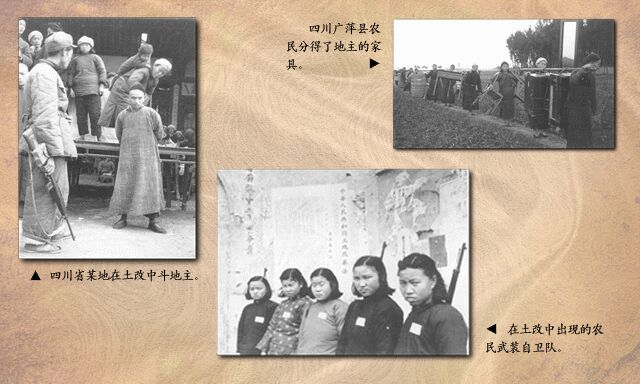 四川广萍县农
民分得了地主的家
具。
四川省某地在土改中斗地主。
在土改中出现的农
民武装自卫队。